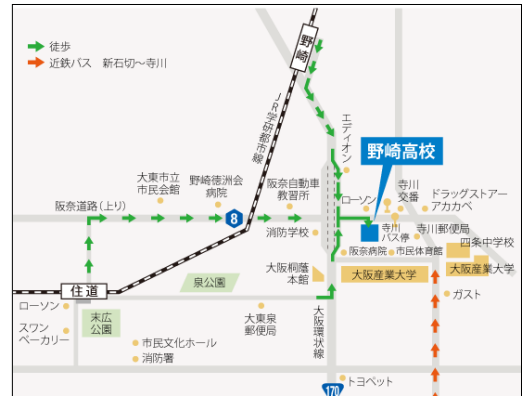 徒歩
近鉄バス 新石切〜寺川
野崎
JR学研都市線
エディオン
野崎高校
大東市立
市民会館
野崎徳洲会
病院
阪奈自動車
教習所
ローソン
寺川
交番
ドラッグストアー
アカカベ
阪奈道路(上り)
8
消防学校
寺川
バス停
寺川郵便局
四条中学校
阪奈病院
市民体育館
大阪桐蔭
本館
大阪産業大学
大阪産業大学
泉公園
住道
ローソン
末広
公園
スワン
ベーカリー
大東泉
郵便局
大阪環状線
ガスト
市民文化ホール
消防署
トヨペット
170